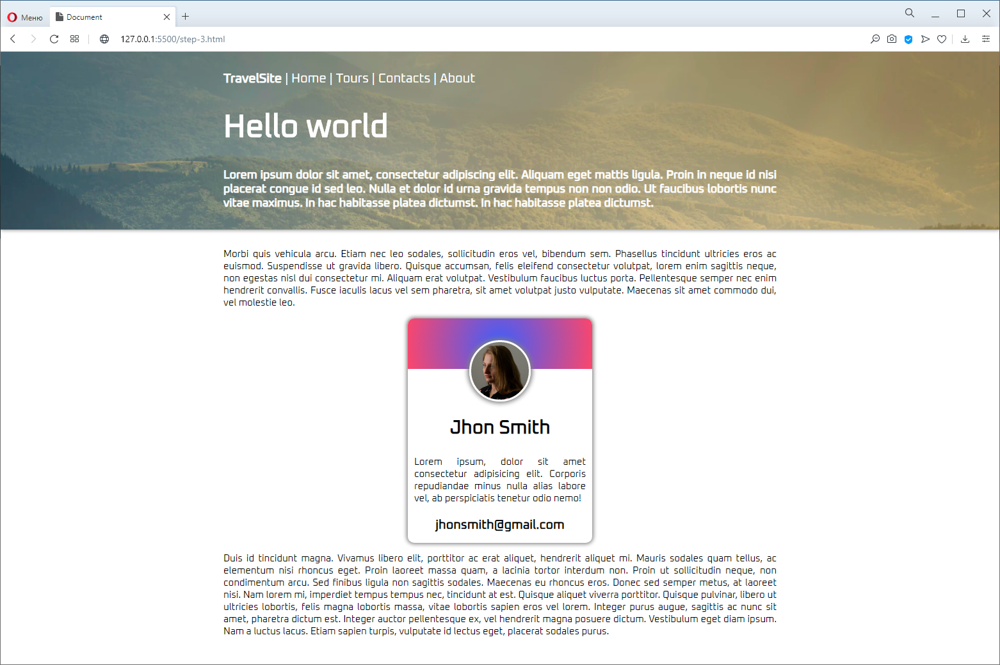 Меню
Document
127.0.0.1:5500/step-3.html
TravelSite | Home | Tours | Contacts | About
Hello world
Lorem ipsum dolor sit amet, consectetur adipiscing elit. Aliquam eget mattis ligula. Proin in neque id nisi
placerat congue id sed leo. Nulla et dolor id urna gravida tempus non non odio. Ut faucibus lobortis nunc
vitae maximus. In hac habitasse platea dictumst. In hac habitasse platea dictumst.
Morbi quis vehicula arcu. Etiam nec leo sodales, sollicitudin eros vel, bibendum sem. Phasellus tincidunt ultricies eros ac
euismod. Suspendisse ut gravida libero. Quisque accumsan, felis eleifend consectetur volutpat, lorem enim sagittis neque,
non egestas nisl dui consectetur mi. Aliquam erat volutpat. Vestibulum faucibus luctus porta. Pellentesque semper nec enim
hendrerit convallis. Fusce iaculis lacus vel sem pharetra, sit amet volutpat justo vulputate. Maecenas sit amet commodo dui,
vel molestie leo.
Jhon Smith
Lorem ipsum, dolor sit amet
consectetur adipisicing elit. Corporis
repudiandae minus nulla alias labore
vel, ab perspiciatis tenetur odio nemo!
jhonsmith@gmail.com
Duis id tincidunt magna. Vivamus libero elit, porttitor ac erat aliquet, hendrerit aliquet mi. Mauris sodales quam tellus, ac
elementum nisi rhoncus eget. Proin laoreet massa quam, a lacinia tortor interdum non. Proin ut sollicitudin neque, non
condimentum arcu. Sed finibus ligula non sagittis sodales. Maecenas eu rhoncus eros. Donec sed semper metus, at laoreet
nisi. Nam lorem mi, imperdiet tempus tempus nec, tincidunt at est. Quisque aliquet viverra porttitor. Quisque pulvinar, libero ut
ultricies lobortis, felis magna lobortis massa, vitae lobortis sapien eros vel lorem. Integer purus augue, sagittis ac nunc sit
amet, pharetra dictum est. Integer auctor pellentesque ex, vel hendrerit magna posuere dictum. Vestibulum eget diam ipsum.
Nam a luctus lacus. Etiam sapien turpis, vulputate id lectus eget, placerat sodales purus.